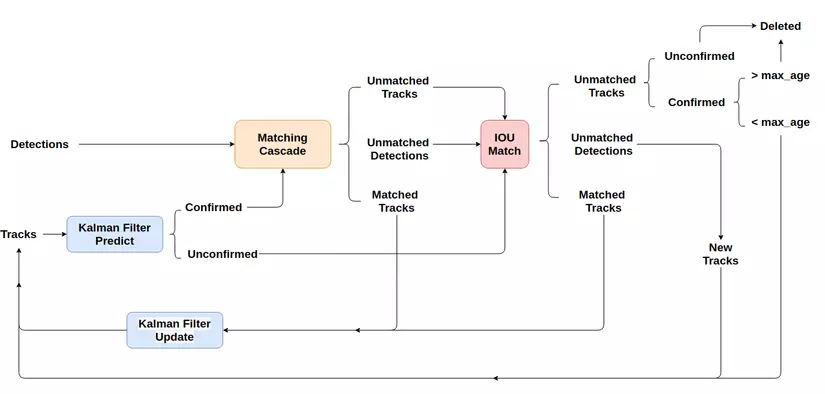 Deleted
Unconfirmed
Unmatched
Tracks
Unmatched
Tracks
> max_age
Confirmed
< max_age
Detections
Matching
Cascade
Unmatched
Detections
IOU
Match
Unmatched
Detections
Matched
Tracks
Matched
Tracks
Confirmed
Tracks
Kalman Filter
Predict
Unconfirmed
New
Tracks
Kalman Filter
Update